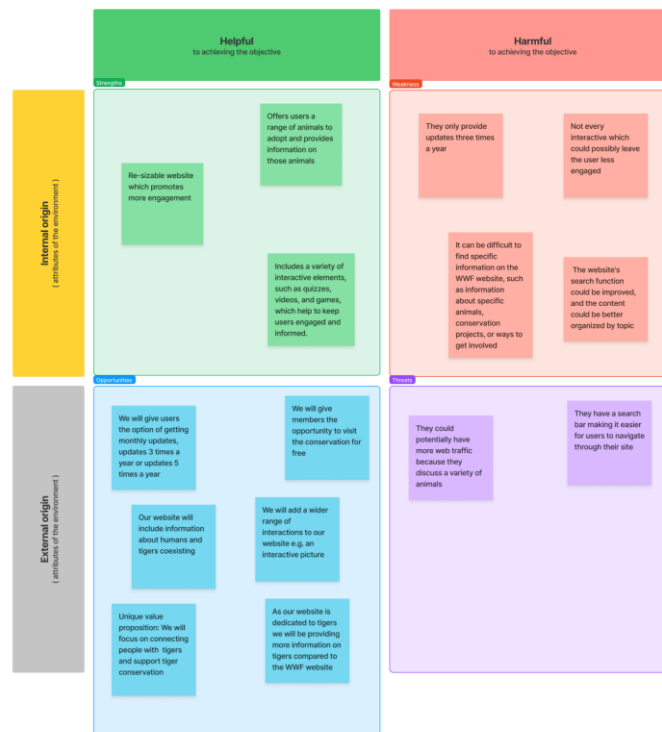 Helpful
to achieving the objective
Harmful
to achieving the objective
Internal origin
( attributes of the environment )
Strengths
Offers users a
range of animals to
adopt and provides
information on
those animals
Re-sizable website
which promotes
more engagement
Includes a variety of
interactive elements,
such as quizzes,
videos, and games,
which help to keep
users engaged and
informed.
Weakness
They only provide
updates three times
a year
Not every
interactive which
could possibly leave
the user less
engaged
It can be difficult to
find specific
information on the
WWF website, such
as information
about specific
animals,
conservation
projects, or ways to
get involved
The website's
search function
could be improved,
and the content
could be better
organized by topic
External origin
( attributes of the environment )
Opportunities
We will give users
the option of getting
monthly updates,
updates 3 times a
year or updates 5
times a year
We will give
members the
opportunity to visit
the conservation for
free
Our website will
include information
about humans and
tigers coexisting
We will add a wider
range of
interactions to our
website e.g. an
interactive picture
Unique value
proposition: We will
focus on connecting
people with tigers
and support tiger
conservation
As our website is
dedicated to tigers
we will be providing
more information on
tigers compared to
the WWF website
Threats
They could
potentially have
more web traffic
because they
discuss a variety of
animals
They have a search
bar making it easier
for users to navigate
through their site